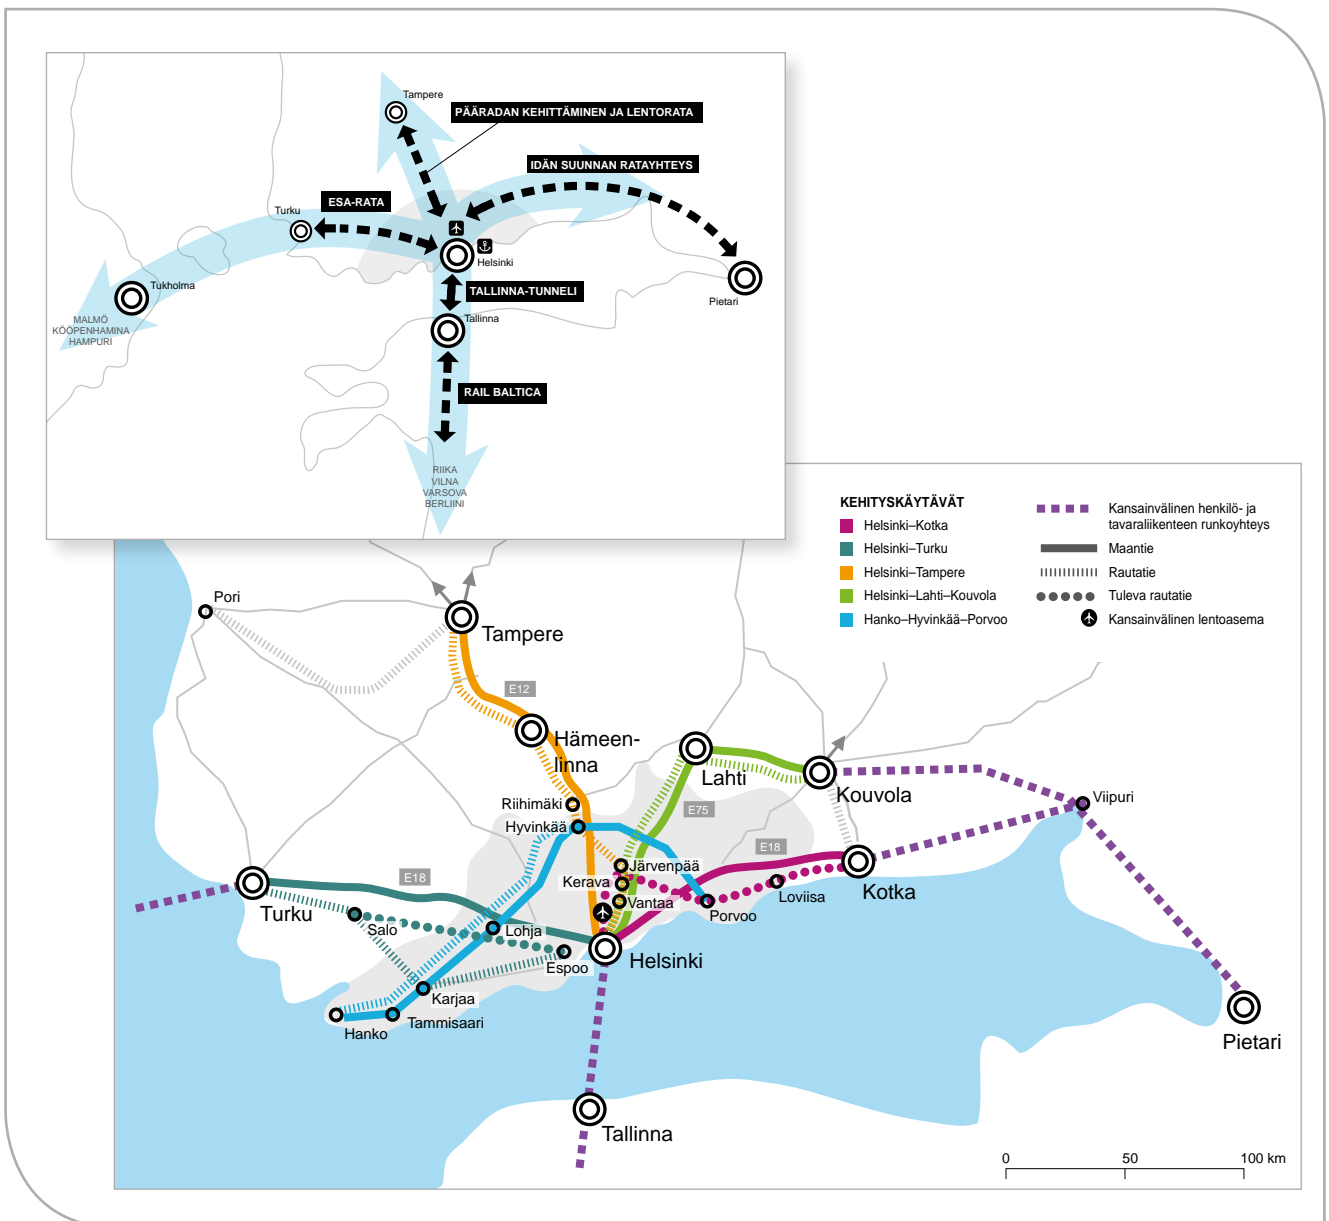 Tampere
PÄÄRADAN KEHITTÄMINEN JA LENTORATA
IDÄN SUUNNAN RATAYHTEYS
ESA-RATA
Turku
Helsinki
Tukholma
TALLINNA-TUNNELI
Pietari
Tallinna
MALMÖ
KÖÖPENHAMINA
HAMPURI
RAIL BALTICA
RIIKA
VILNA
VARSOVA
BERLIINI
KEHITYSKÄYTÄVÄT
Helsinki–Kotka
Helsinki–Turku
Helsinki–Tampere
Helsinki–Lahti–Kouvola
Hanko–Hyvinkää–Porvoo
Kansainvälinen henkilö- ja
tavaraliikenteen runkoyhteys
Maantie
Rautatie
Tuleva rautatie
Kansainvälinen lentoasema
Pori
Tampere
E12
Hämeen-
linna
Lahti
Kouvola
Viipuri
Riihimäki
E75
Hyvinkää
E18
Järvenpää
E18
Kerava
Loviisa
Kotka
Turku
Vantaa
Porvoo
Salo
Lohja
Helsinki
Espoo
Karjaa
Tammisaari
Hanko
Pietari
Tallinna
0 50 100 km